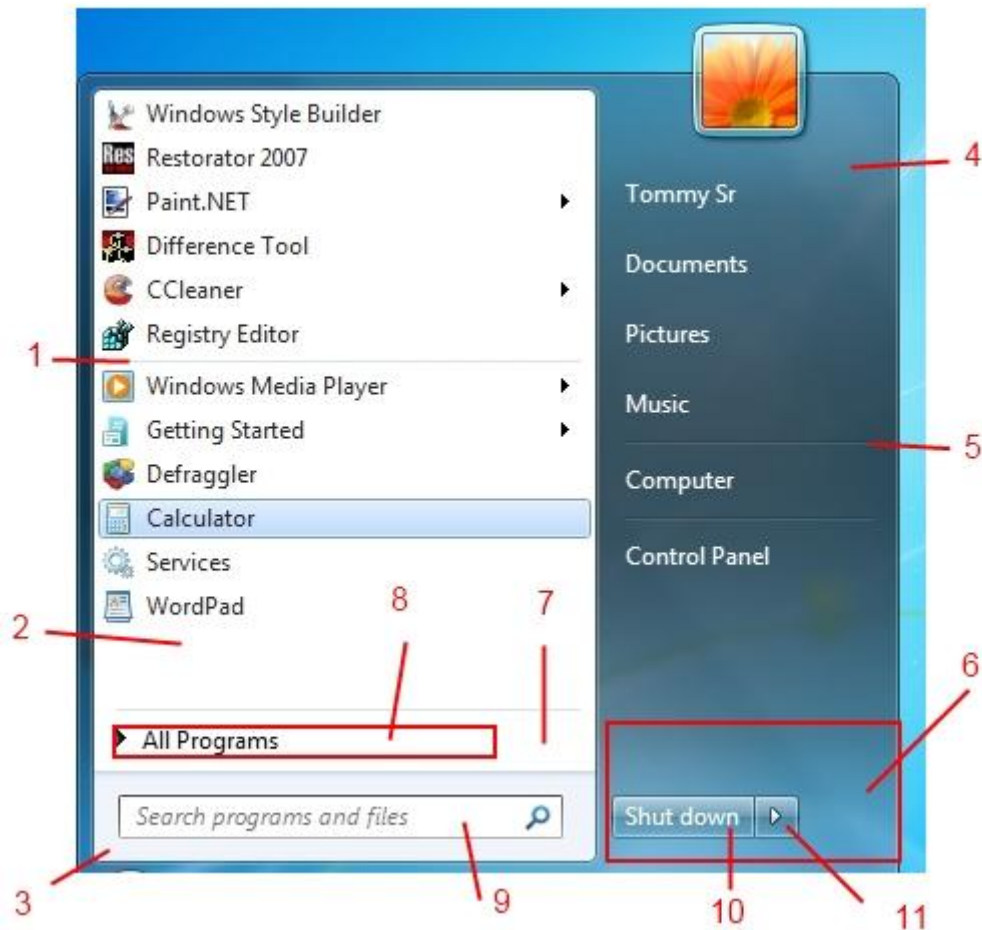 Windows Style Builder
Res
Restorator 2007
Paint.NET
Difference Tool
CCleaner
Registry Editor
Windows Media Player
Getting Started
Defraggler
Calculator
Services
WordPad
All Programs
Search programs and files
Tommy Sr
Documents
Pictures
Music
Computer
Control Panel
Shut down
1
2
3
4
5
6
7
8
9
10
11